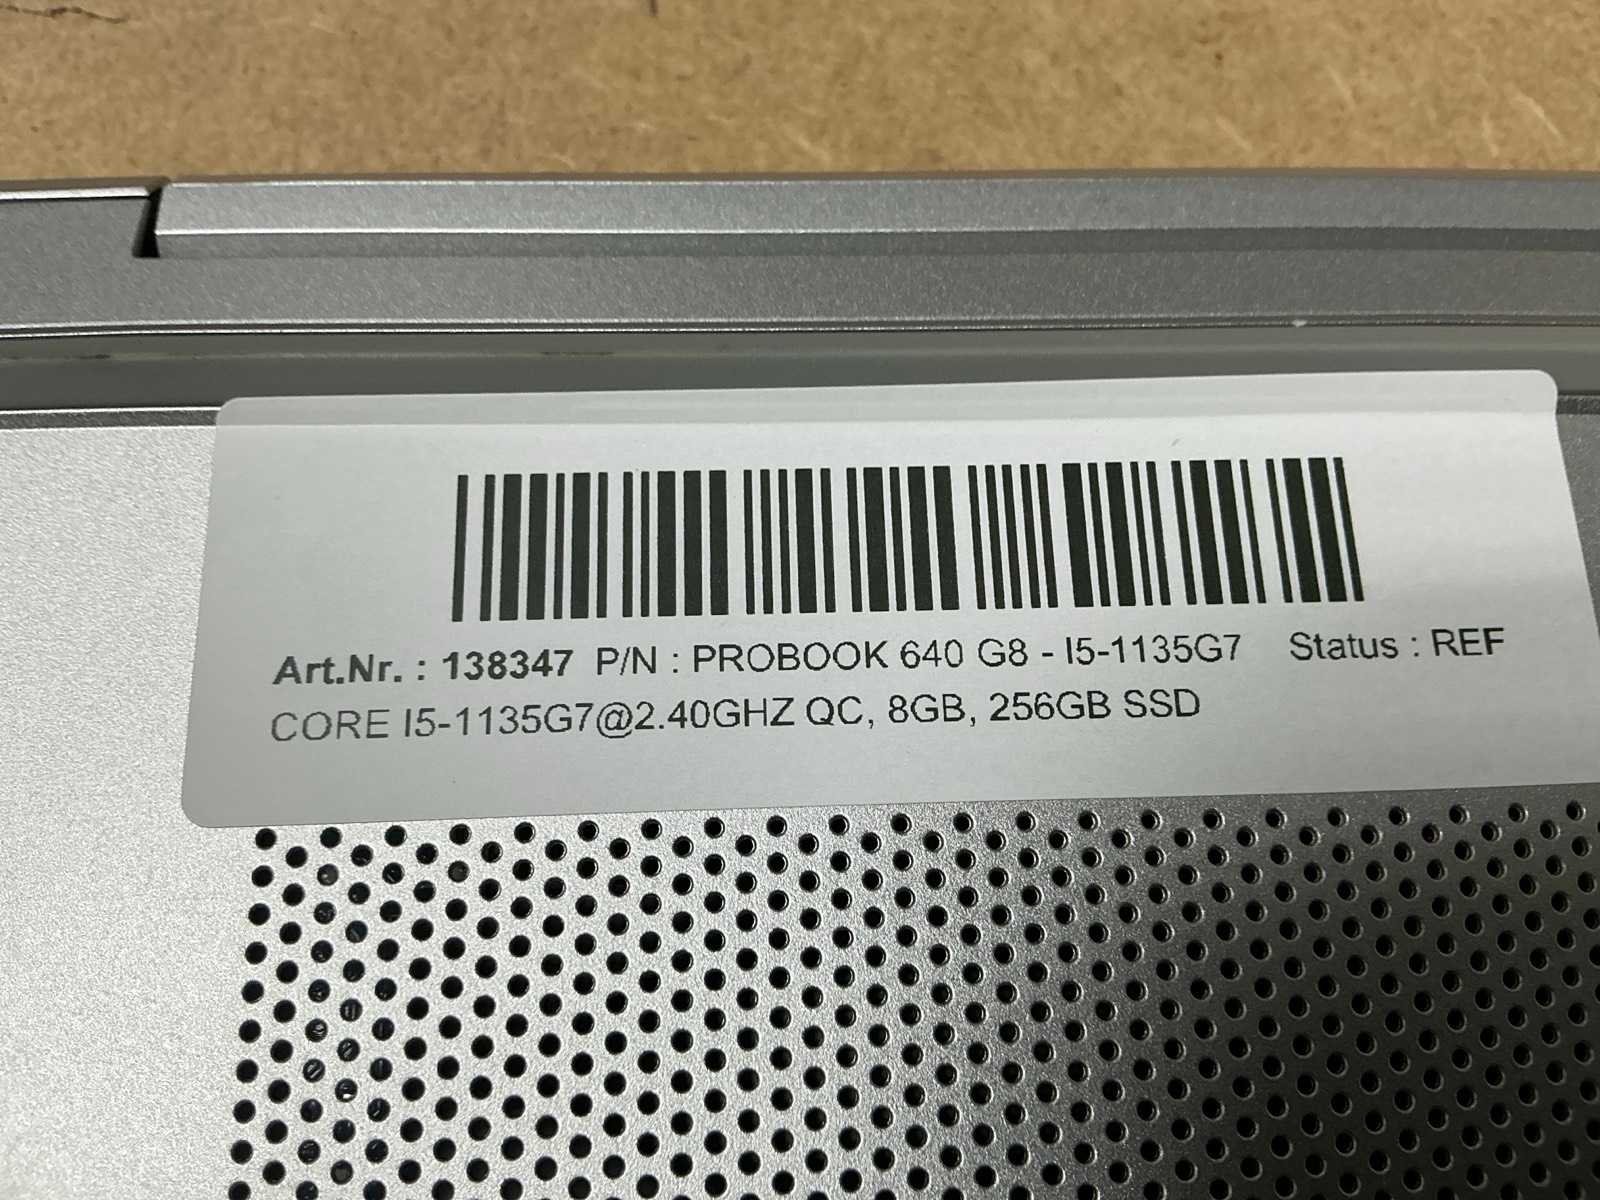 Art.Nr. : 138347 P/N : PROBOOK 640 G8 - I5-1135G7 Status : REF
CORE I5-1135G7@2.40GHZ QC, 8GB, 256GB SSD